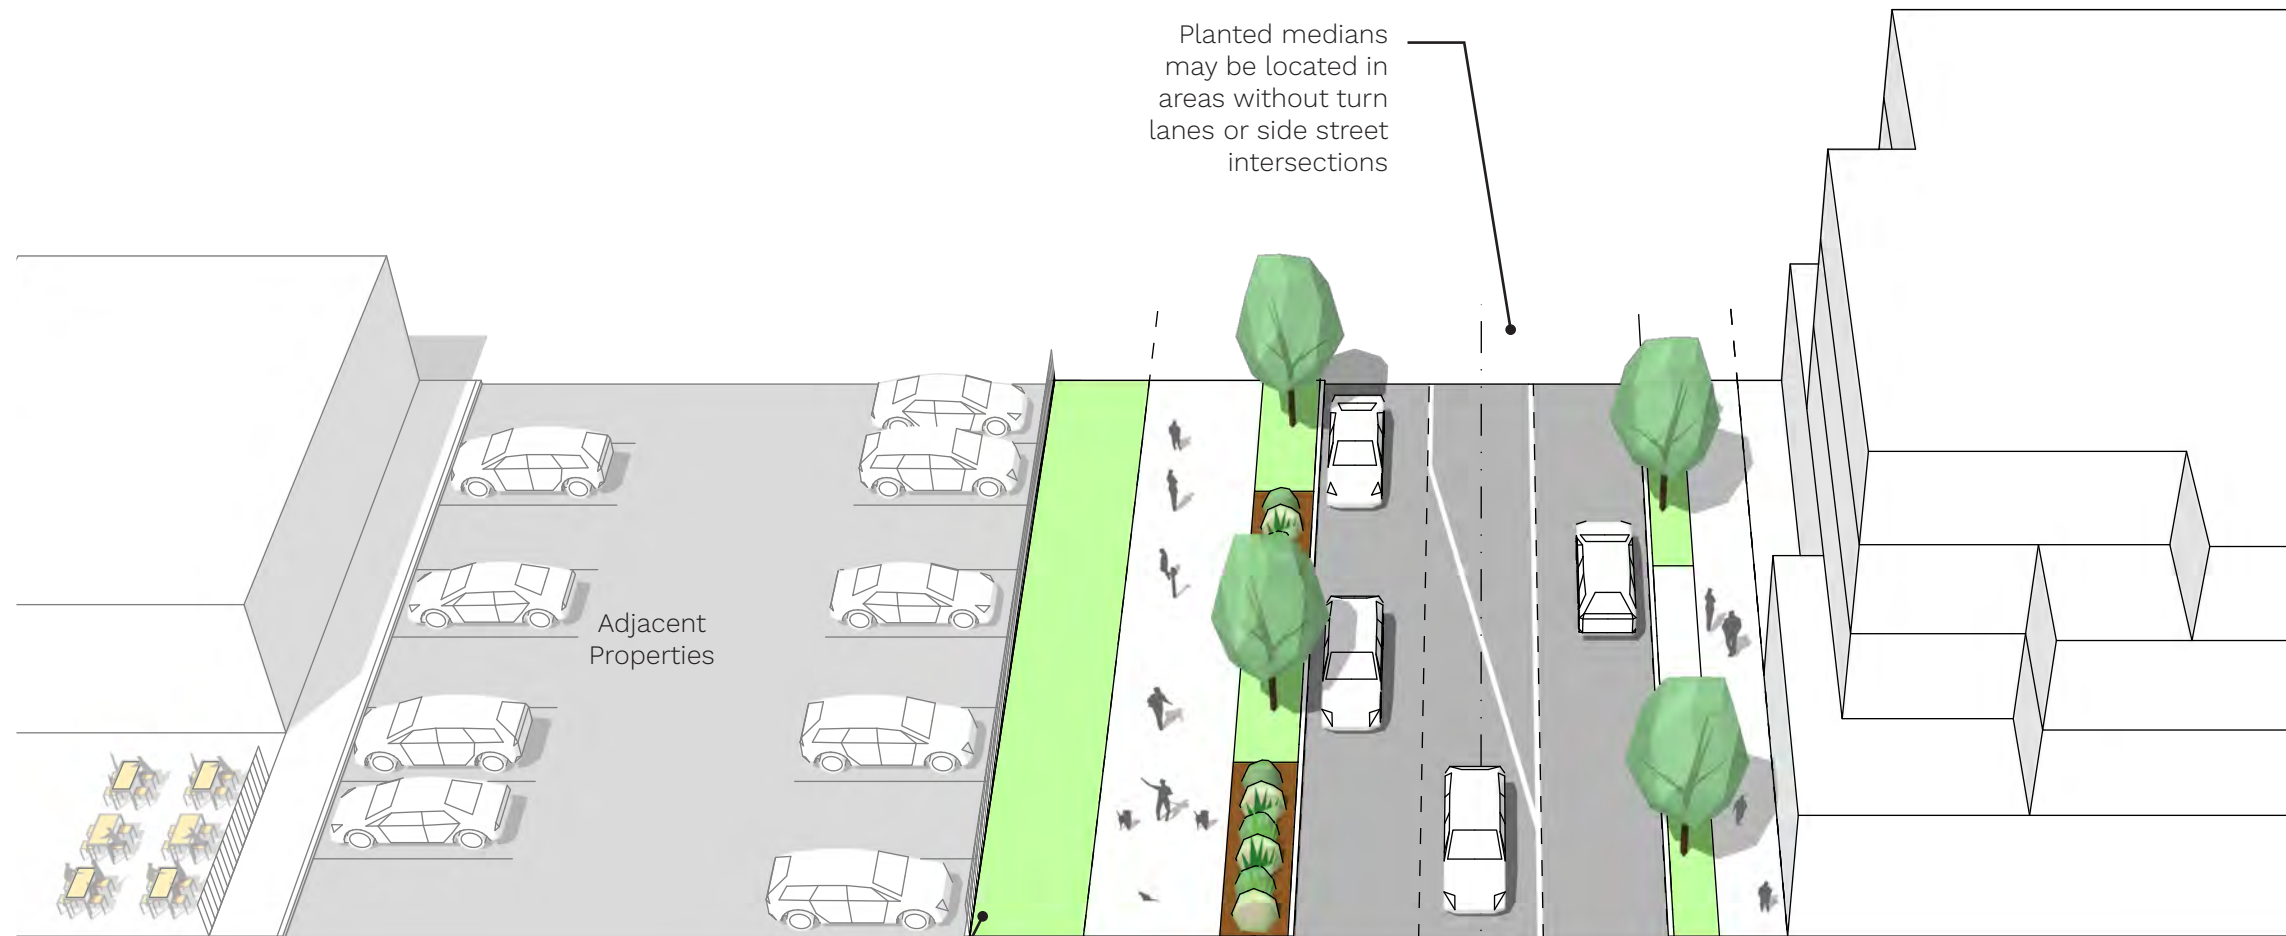 Planted medians
may be located in
areas without turn
lanes or side street
intersections
Adjacent
Properties